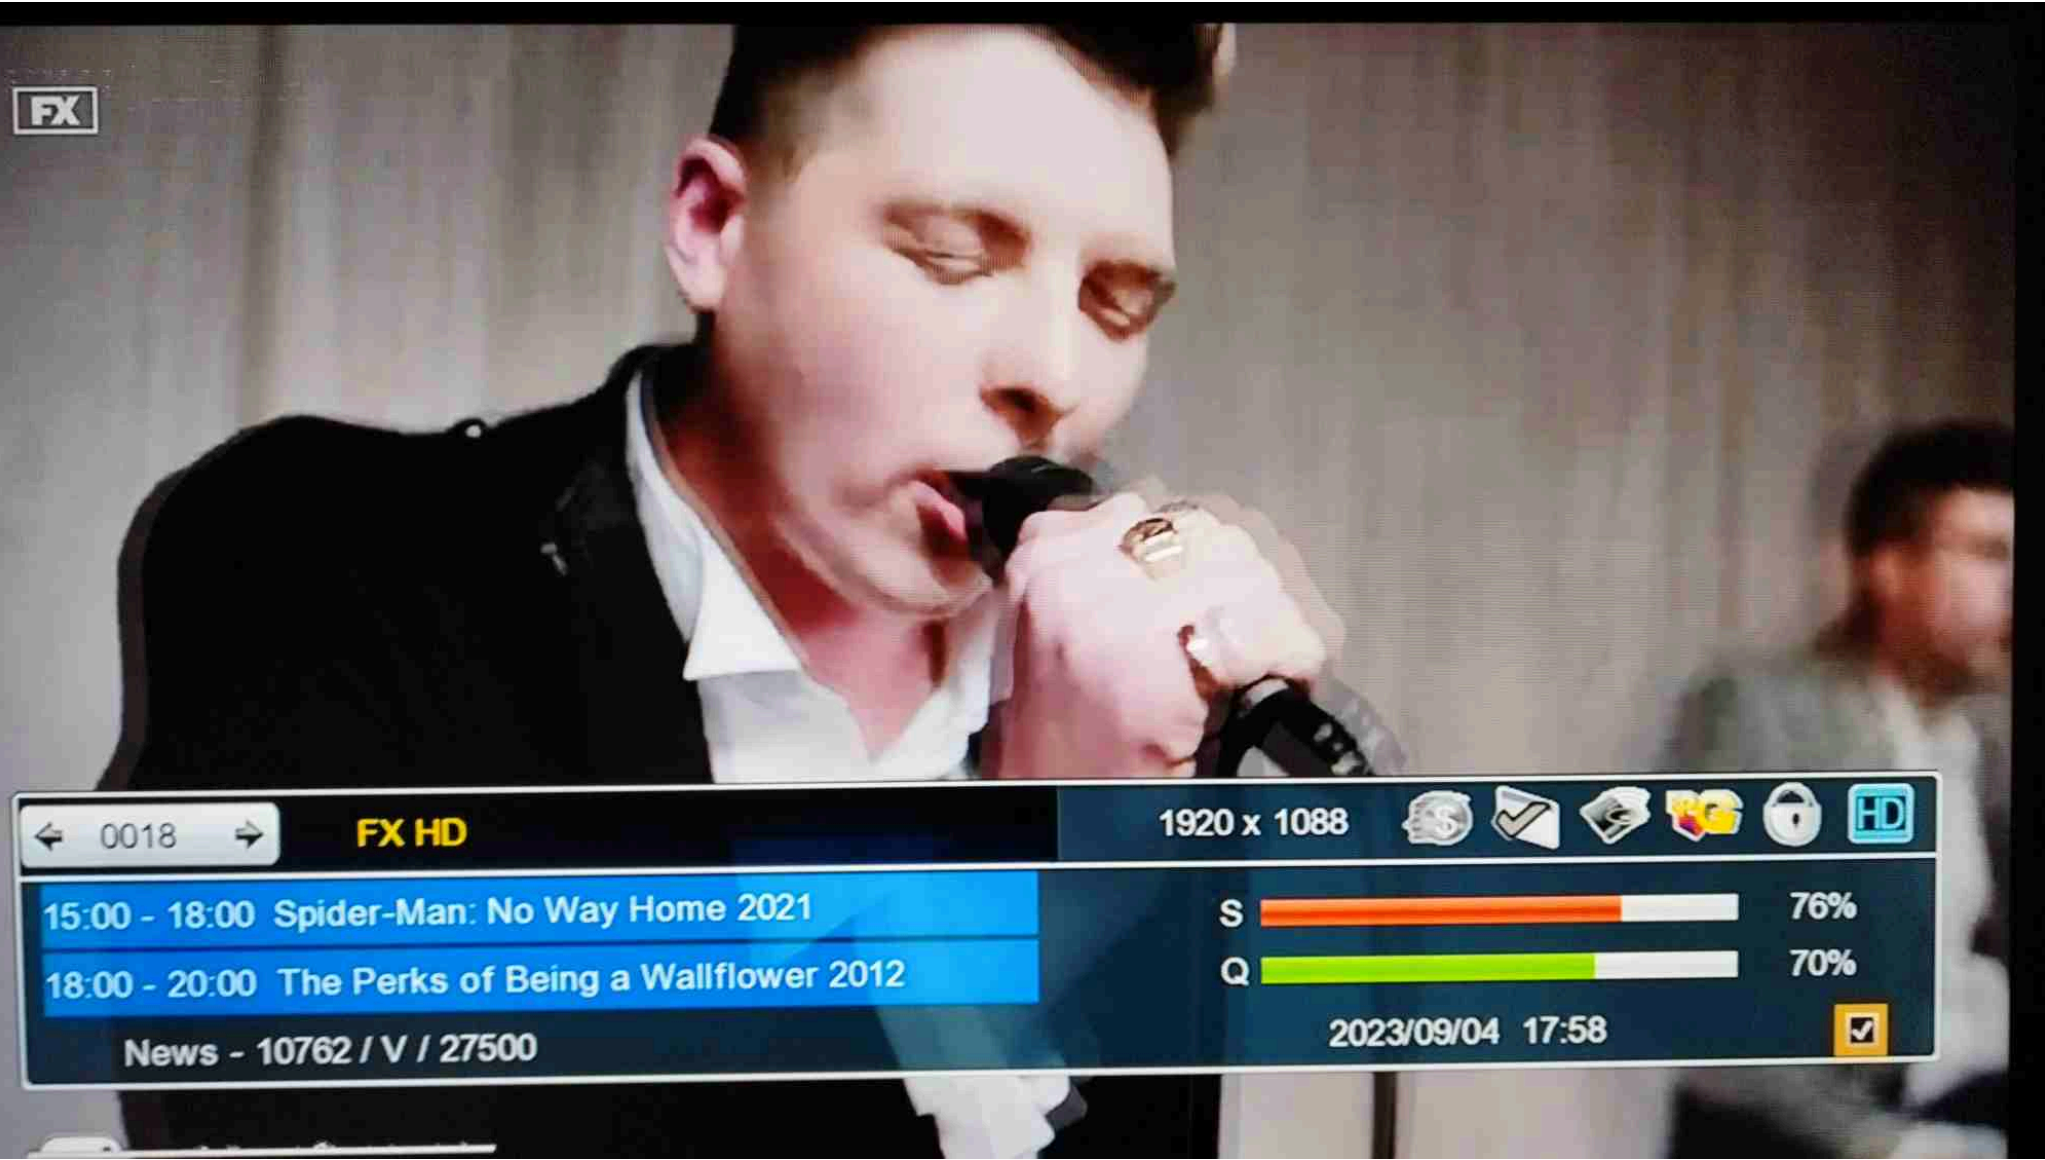 FX
0018 FX HD 1920 x 1088 $ HD
15:00 - 18:00 Spider-Man: No Way Home 2021 S 76%
18:00 - 20:00 The Perks of Being a Wallflower 2012 Q 70%
News - 10762 / V / 27500 2023/09/04 17:58